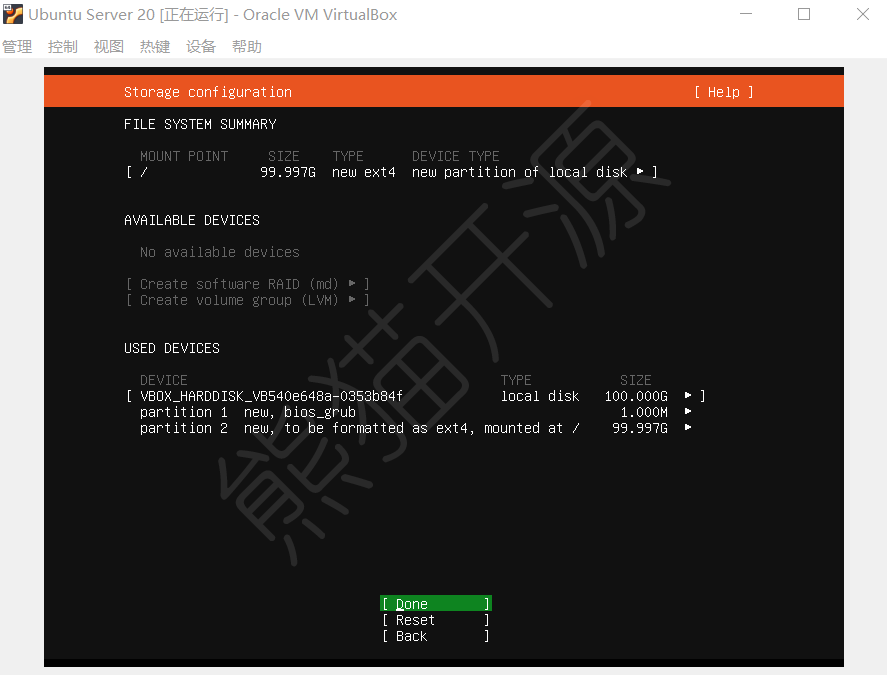 Ubuntu Server 20 [正在运行] - Oracle VM VirtualBox
管理 控制 视图 热键 设备 帮助
Storage configuration [ Help ]
FILE SYSTEM SUMMARY
MOUNT POINT SIZE TYPE DEVICE TYPE
[ / 99.997G new ext4 new partition of local disk ▸ ]
AVAILABLE DEVICES
No available devices
[ Create software RAID (md) ▸ ]
[ Create volume group (LVM) ▸ ]
USED DEVICES
DEVICE TYPE SIZE
[ VBOX_HARDDISK_VB540e648a-0353b84f local disk 100.000G ▸ ]
partition 1 new, bios_grub 1.000M ▸
partition 2 new, to be formatted as ext4, mounted at / 99.997G ▸
[ Done ]
[ Reset ]
[ Back ]
熊猫开源